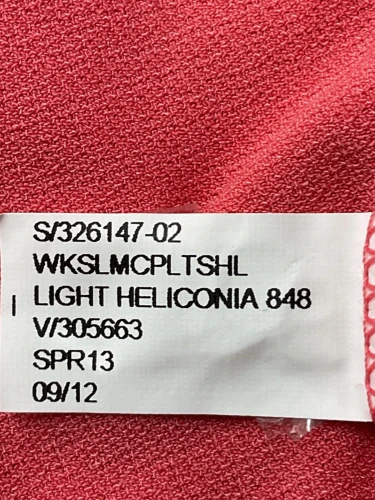 S/326147-02
WKSLMCPLTSHL
LIGHT HELICONIA 848
V/305663
SPR13
09/12